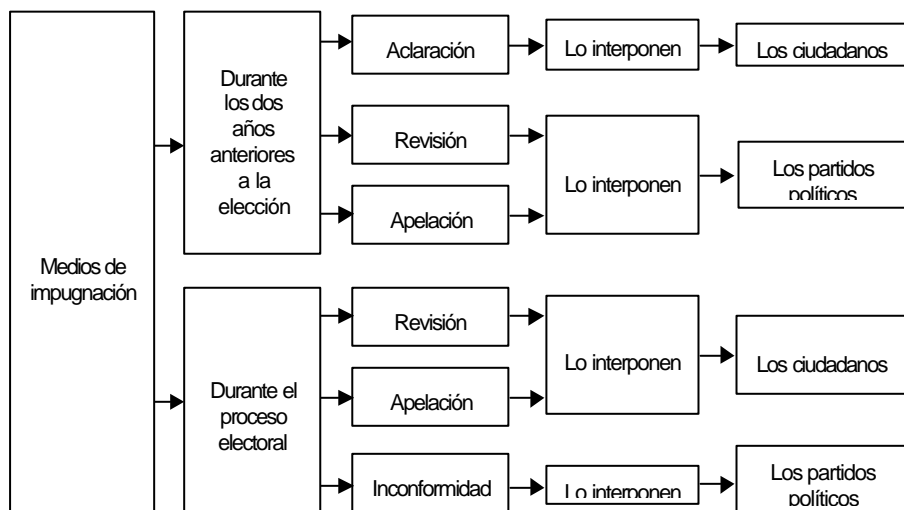 Medios de
impugnación
Durante
los dos
años
anteriores
a la
elección
Aclaración
Lo interponen
Los ciudadanos
Revisión
Apelación
Lo interponen
Los partidos
políticos
Durante el
proceso
electoral
Revisión
Apelación
Lo interponen
Los ciudadanos
Inconformidad
Lo interponen
Los partidos
políticos